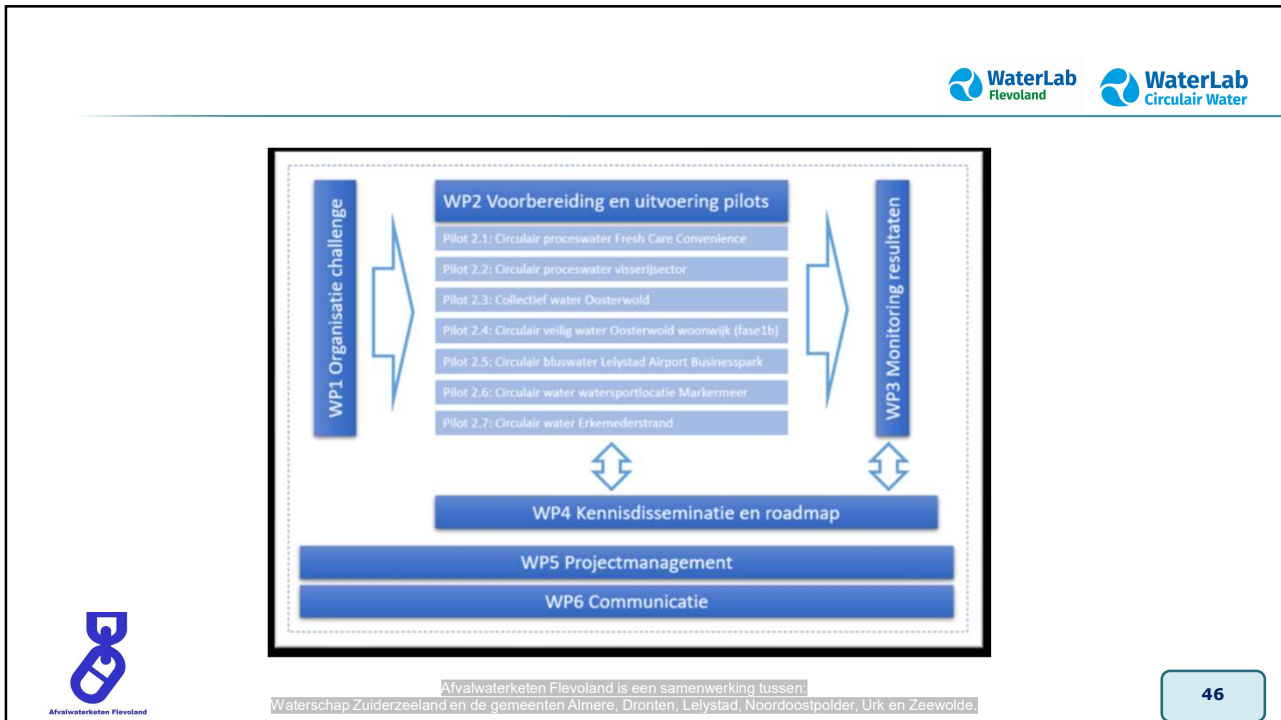 WaterLab
Flevoland
WaterLab
Circulair Water
WP1 Organisatie challenge
WP2 Voorbereiding en uitvoering pilots
Pilot 2.1: Circulair proceswater Fresh Care Convenience
Pilot 2.2: Circulair proceswater visserijsector
Pilot 2.3: Collectief water Oosterwold
Pilot 2.4: Circulair veilig water Oosterwold woonwijk (fase1b)
Pilot 2.5: Circulair bluswater Lelystad Airport Businesspark
Pilot 2.6: Circulair water watersportlocatie Markermeer
Pilot 2.7: Circulair water Erkemederstrand
WP3 Monitoring resultaten
WP4 Kennisdisseminatie en roadmap
WP5 Projectmanagement
WP6 Communicatie
Afvalwaterketen Flevoland
Afvalwaterketen Flevoland is een samenwerking tussen:
Waterschap Zuiderzeeland en de gemeenten Almere, Dronten, Lelystad, Noordoostpolder, Urk en Zeewolde.
46